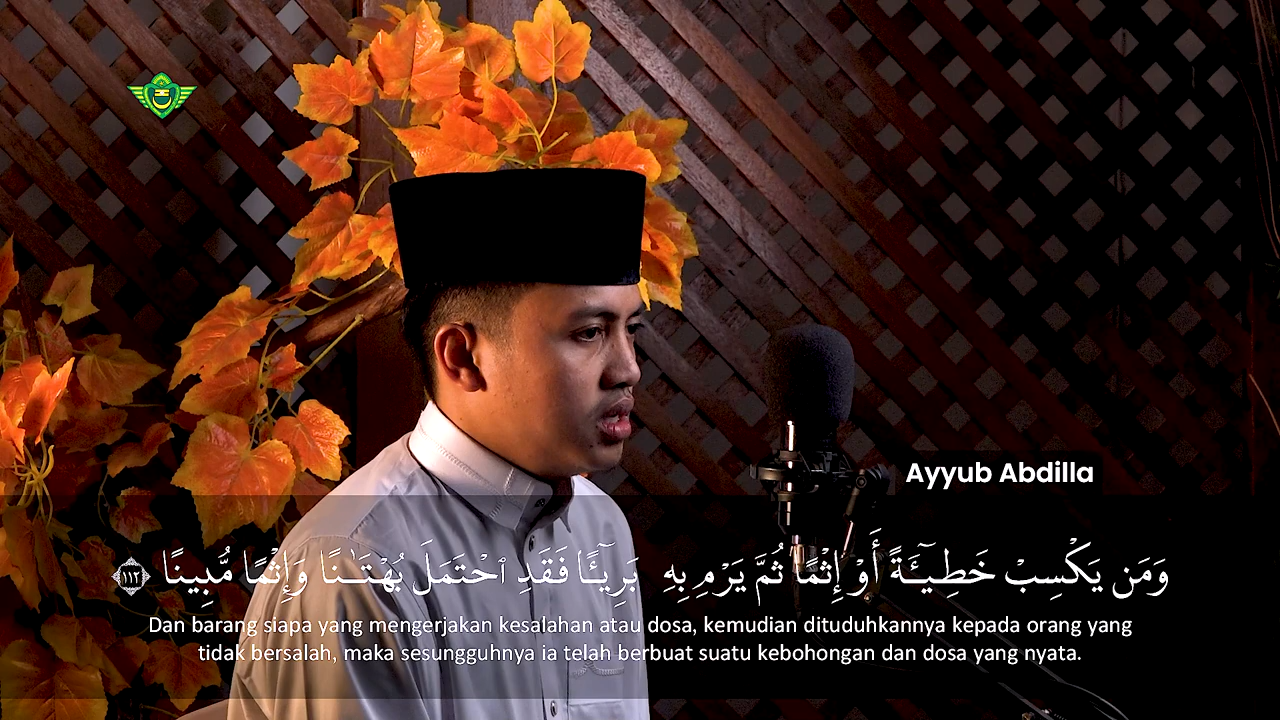 Ayyub Abdilla
وَمَن يَكْسِبْ خَطِيٓـَٔةً أَوْ إِثْمًا ثُمَّ يَرْمِ بِهِۦ بَرِيٓـًٔا فَقَدِ ٱحْتَمَلَ بُهْتَـٰنًا وَإِثْمًا مُّبِينًا ١١٢
Dan barang siapa yang mengerjakan kesalahan atau dosa, kemudian dituduhkannya kepada orang yang
tidak bersalah, maka sesungguhnya ia telah berbuat suatu kebohongan dan dosa yang nyata.